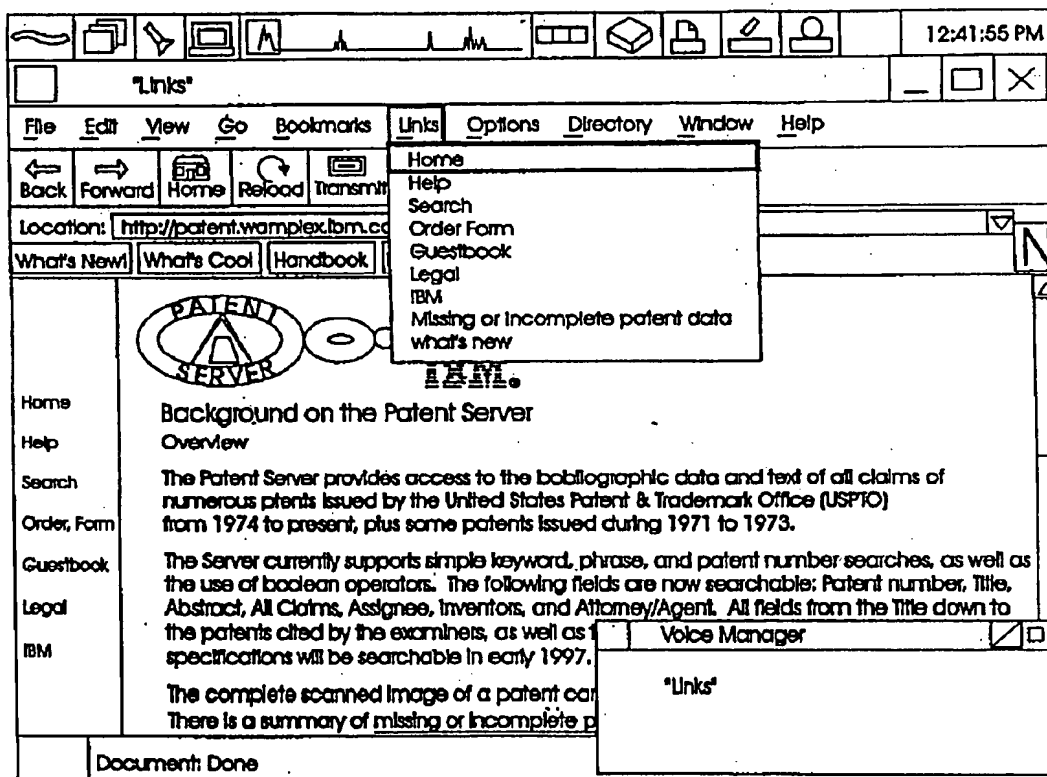 12:41:55 PM
"Links"
File Edit View Go Bookmarks Links Options Directory Window Help
Back Forward Home Reload Transmit
Home
Help
Search
Order Form
Guestbook
Legal
IBM
Missing or incomplete patent data
what's new
Location: http://patent.womplex.ibm.co
What's New! What's Cool Handbook
N
PATENT
SERVER
IBM.
Home
Help
Search
Order, Form
Guestbook
Legal
IBM
Background on the Patent Server
Overview
The Patent Server provides access to the bobliographic data and text of all claims of
numerous ptents issued by the United States Patent & Trademark Office (USPTO)
from 1974 to present, plus some patents issued during 1971 to 1973.
The Server currently supports simple keyword, phrase, and patent number searches, as well as
the use of boolean operators. The following fields are now searchable: Patent number, Title,
Abstract, All Claims, Assignee, Inventors, and Attorney/Agent. All fields from the Title down to
the patents cited by the examiners, as well as
specifications will be searchable in early 1997.
The complete scanned image of a patent can
There is a summary of missing or incomplete p
Voice Manager
"Links"
Document: Done